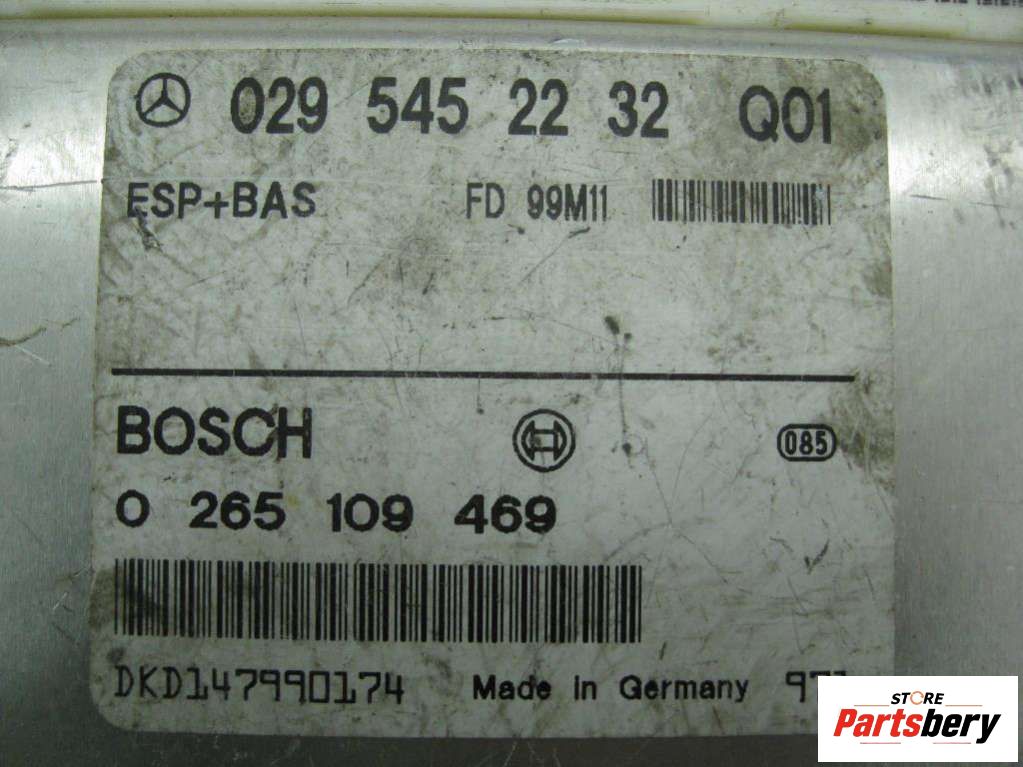 029 545 22 32 Q01
ESP+BAS FD 99M11
BOSCH 085
0 265 109 469
DKD147990174 Made in Germany
STORE
Partsbery